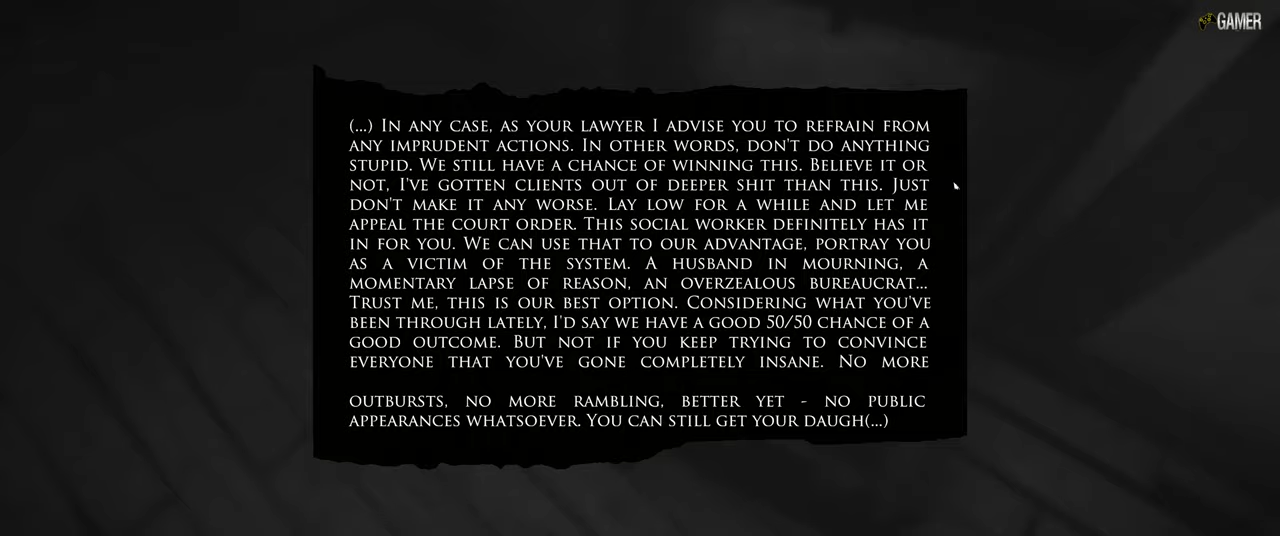 GAMER
(...) In any case, as your lawyer I advise you to refrain from
any imprudent actions. In other words, don't do anything
stupid. We still have a chance of winning this. Believe it or
not, I've gotten clients out of deeper shit than this. Just
don't make it any worse. Lay low for a while and let me
appeal the court order. This social worker definitely has it
in for you. We can use that to our advantage, portray you
as a victim of the system. A husband in mourning, a
momentary lapse of reason, an overzealous bureaucrat...
Trust me, this is our best option. Considering what you've
been through lately, I'd say we have a good 50/50 chance of a
good outcome. But not if you keep trying to convince
everyone that you've gone completely insane. No more
outbursts, no more rambling, better yet - no public
appearances whatsoever. You can still get your daugh(...)